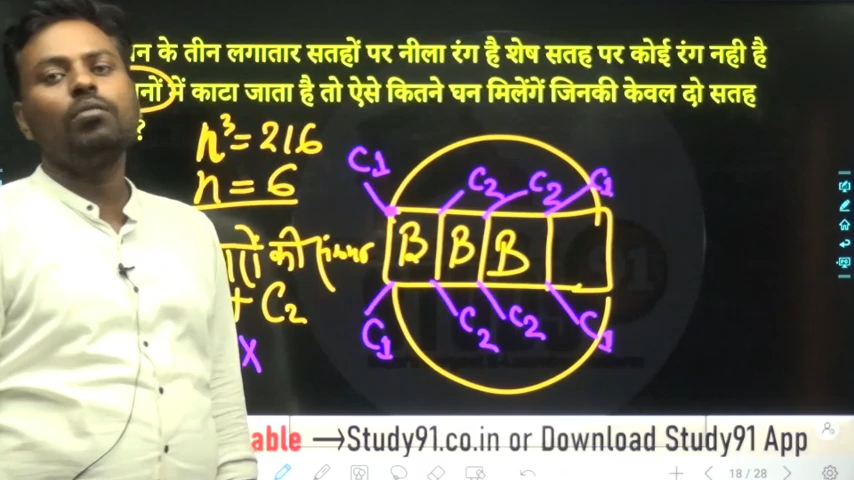 न के तीन लगातार सतहों पर नीला रंग है शेष सतह पर कोई रंग नही है
नों में काटा जाता है तो ऐसे कितने घन मिलेंगें जिनकी केवल दो सतह
?
n³ = 216
n = 6
C1 C2 C2 C1
B B B
की
+ C2
C1 C2 C2 C1
X
able →Study91.co.in or Download Study91 App
18 / 28